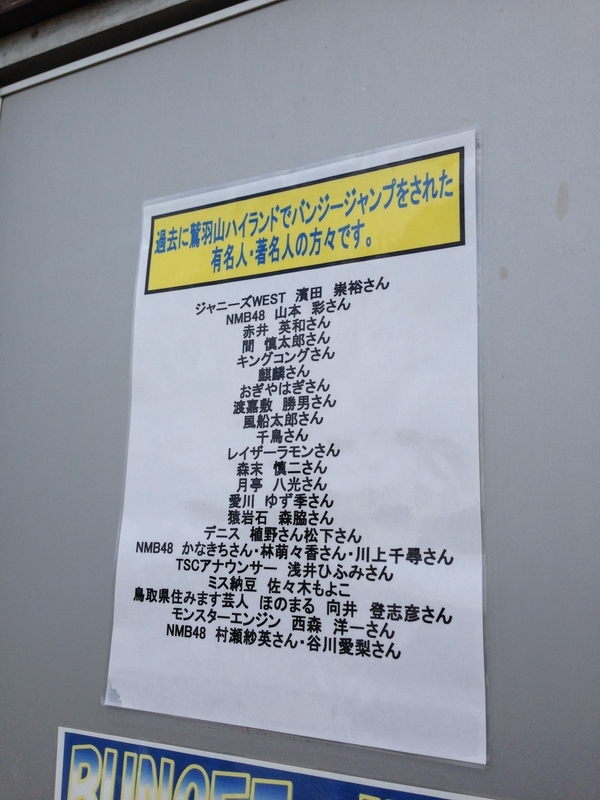 過去に鷲羽山ハイランドでバンジージャンプをされた
有名人・著名人の方々です。
ジャニーズWEST 濱田 崇裕さん
NMB48 山本 彩さん
赤井 英和さん
間 慎太郎さん
キングコングさん
麒麟さん
おぎやはぎさん
渡嘉敷 勝男さん
風船太郎さん
千鳥さん
レイザーラモンさん
森末 慎二さん
月亭 八光さん
愛川 ゆず季さん
猿岩石 森脇さん
デニス 植野さん松下さん
NMB48 かなきちさん・林萌々香さん・川上千尋さん
TSCアナウンサー 浅井ひふみさん
ミス納豆 佐々木もよこ
鳥取県住みます芸人 ほのまる 向井 登志彦さん
モンスターエンジン 西森 洋一さん
NMB48 村瀬紗英さん・谷川愛梨さん